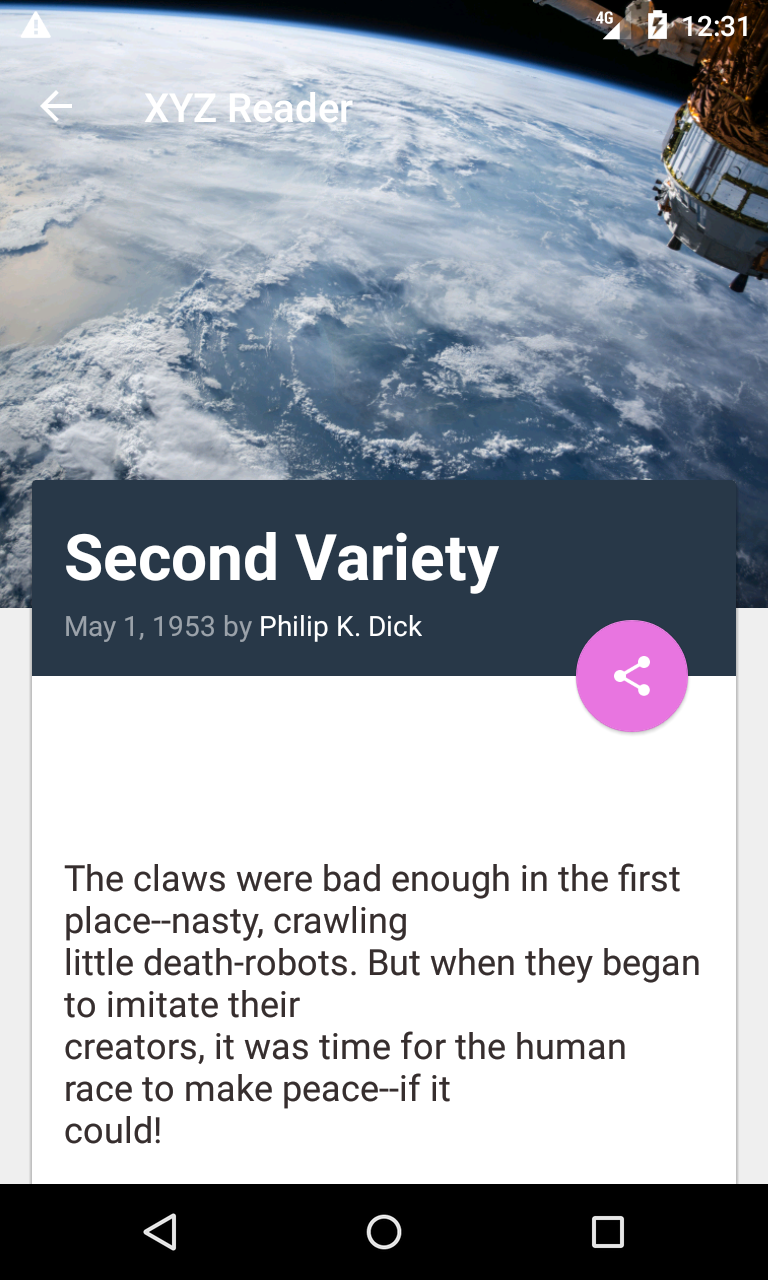 4G 12:31
XYZ Reader
Second Variety
May 1, 1953 by Philip K. Dick
The claws were bad enough in the first
place--nasty, crawling
little death-robots. But when they began
to imitate their
creators, it was time for the human
race to make peace--if it
could!